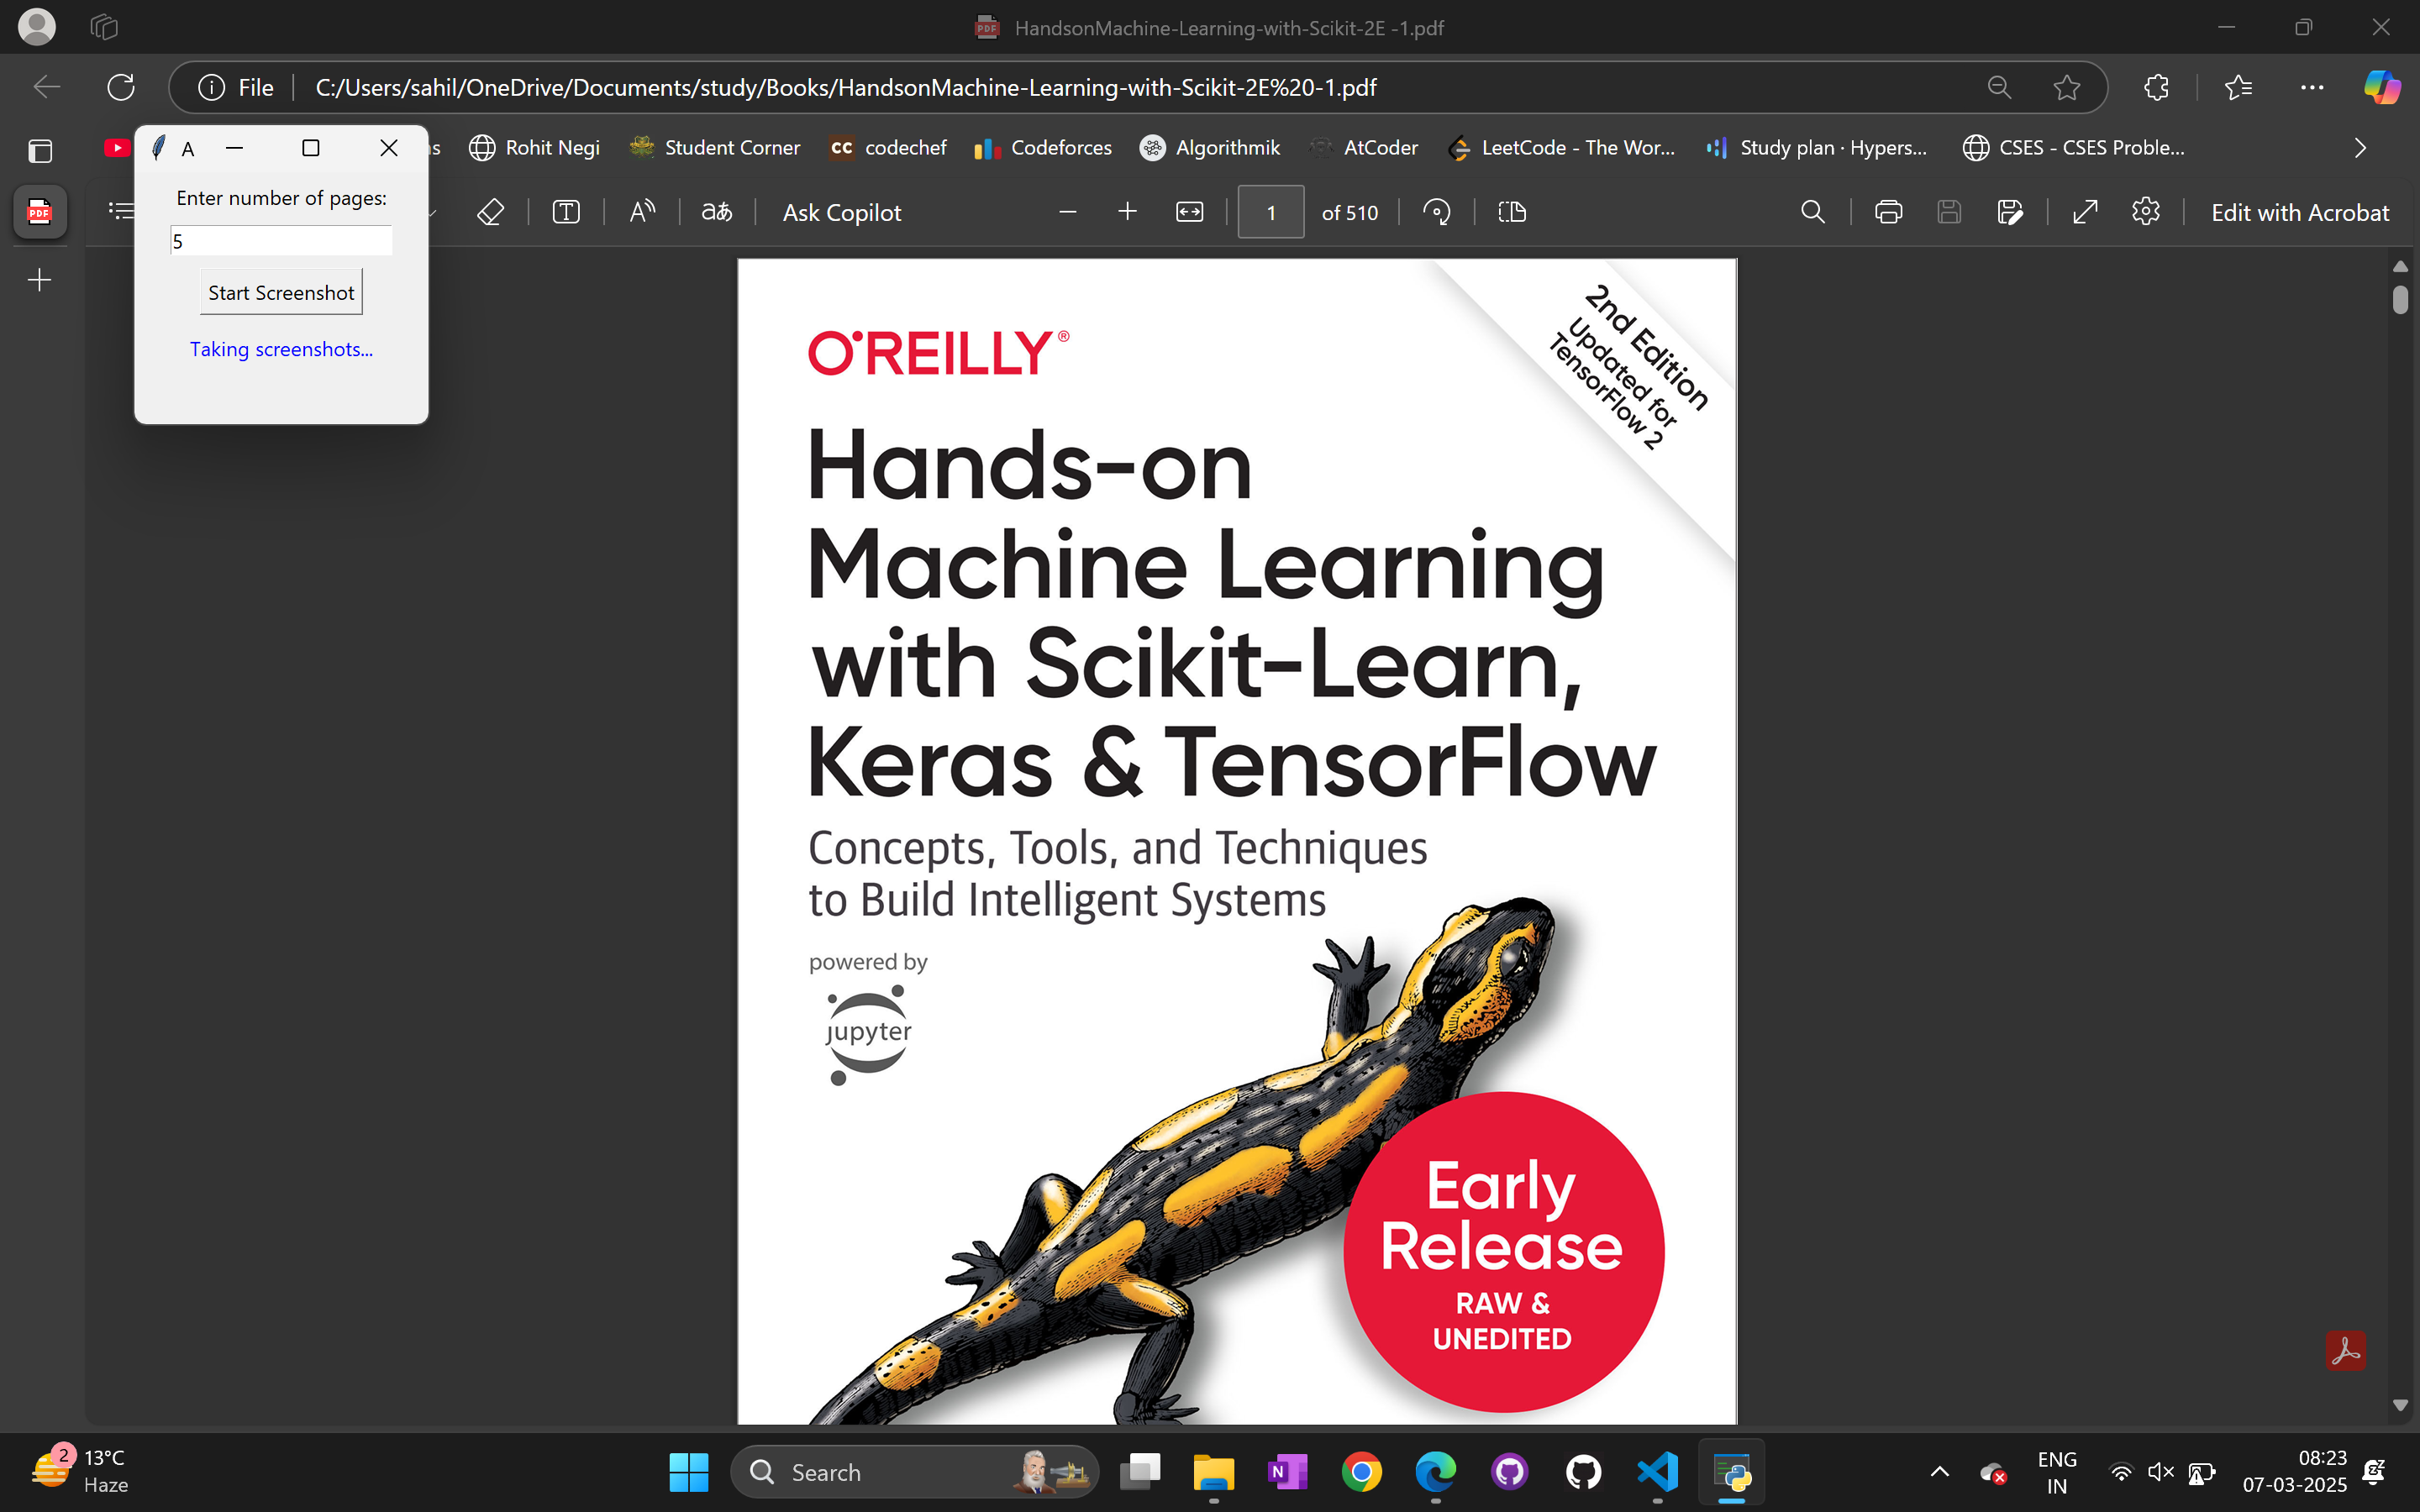 HandsonMachine-Learning-with-Scikit-2E -1.pdf
File
C:/Users/sahil/OneDrive/Documents/study/Books/HandsonMachine-Learning-with-Scikit-2E%20-1.pdf
A
Rohit Negi
Student Corner
CC codechef
Codeforces
Algorithmik
AtCoder
LeetCode - The Wor...
Study plan · Hypers...
CSES - CSES Proble...
Enter number of pages:
5
Start Screenshot
Taking screenshots...
Ask Copilot
1 of 510
Edit with Acrobat
PDF
O'REILLY®
2nd Edition
Updated for
TensorFlow 2
Hands-on
Machine Learning
with Scikit-Learn,
Keras & TensorFlow
Concepts, Tools, and Techniques
to Build Intelligent Systems
powered by
jupyter
Early
Release
RAW &
UNEDITED
2
13°C
Haze
Search
ENG
IN
08:23
07-03-2025